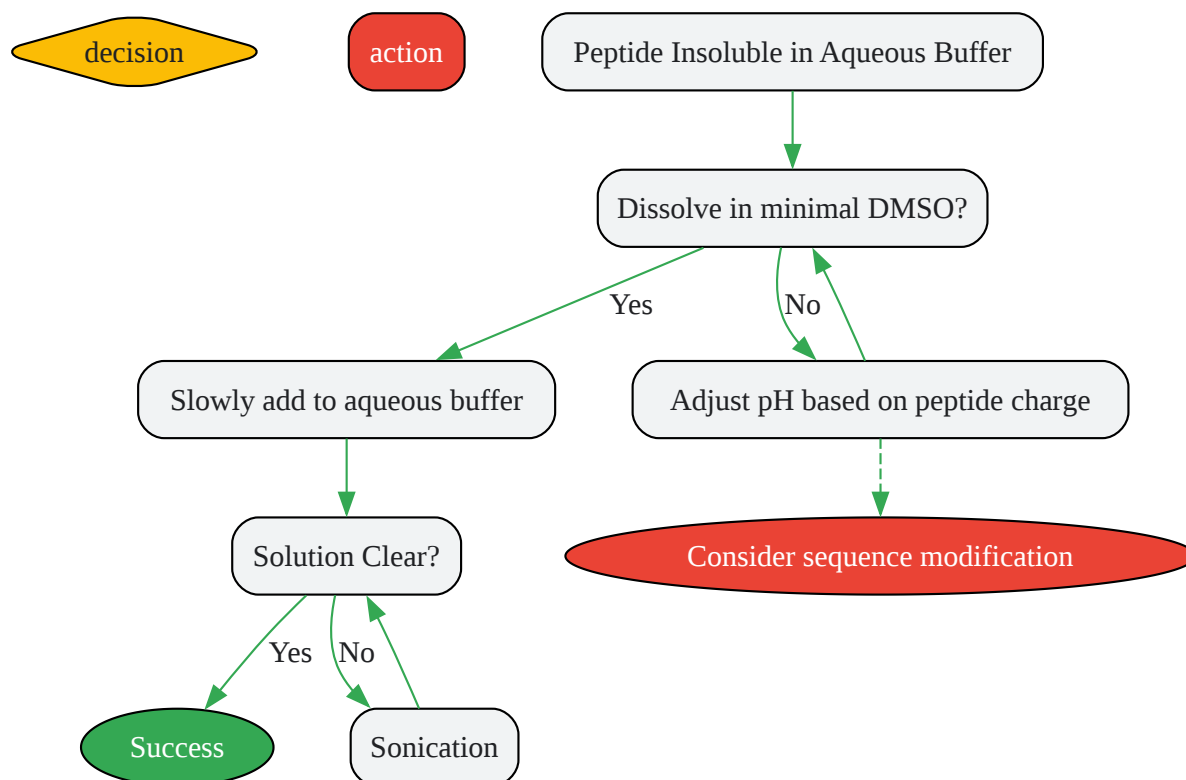 decision
action
Peptide Insoluble in Aqueous Buffer
Dissolve in minimal DMSO?
Yes
No
Slowly add to aqueous buffer
Adjust pH based on peptide charge
Solution Clear?
Consider sequence modification
Yes
No
Success
Sonication